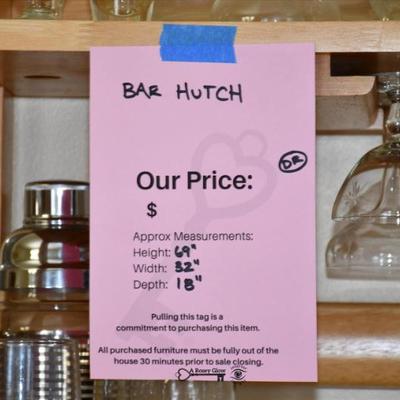 BAR HUTCH
DR
Our Price:
$
Approx Measurements:
Height: 69"
Width: 32"
Depth: 18"
Pulling this tag is a
commitment to purchasing this item.
All purchased furniture must be fully out of the
house 30 minutes prior to sale closing.
A Rosey Glow